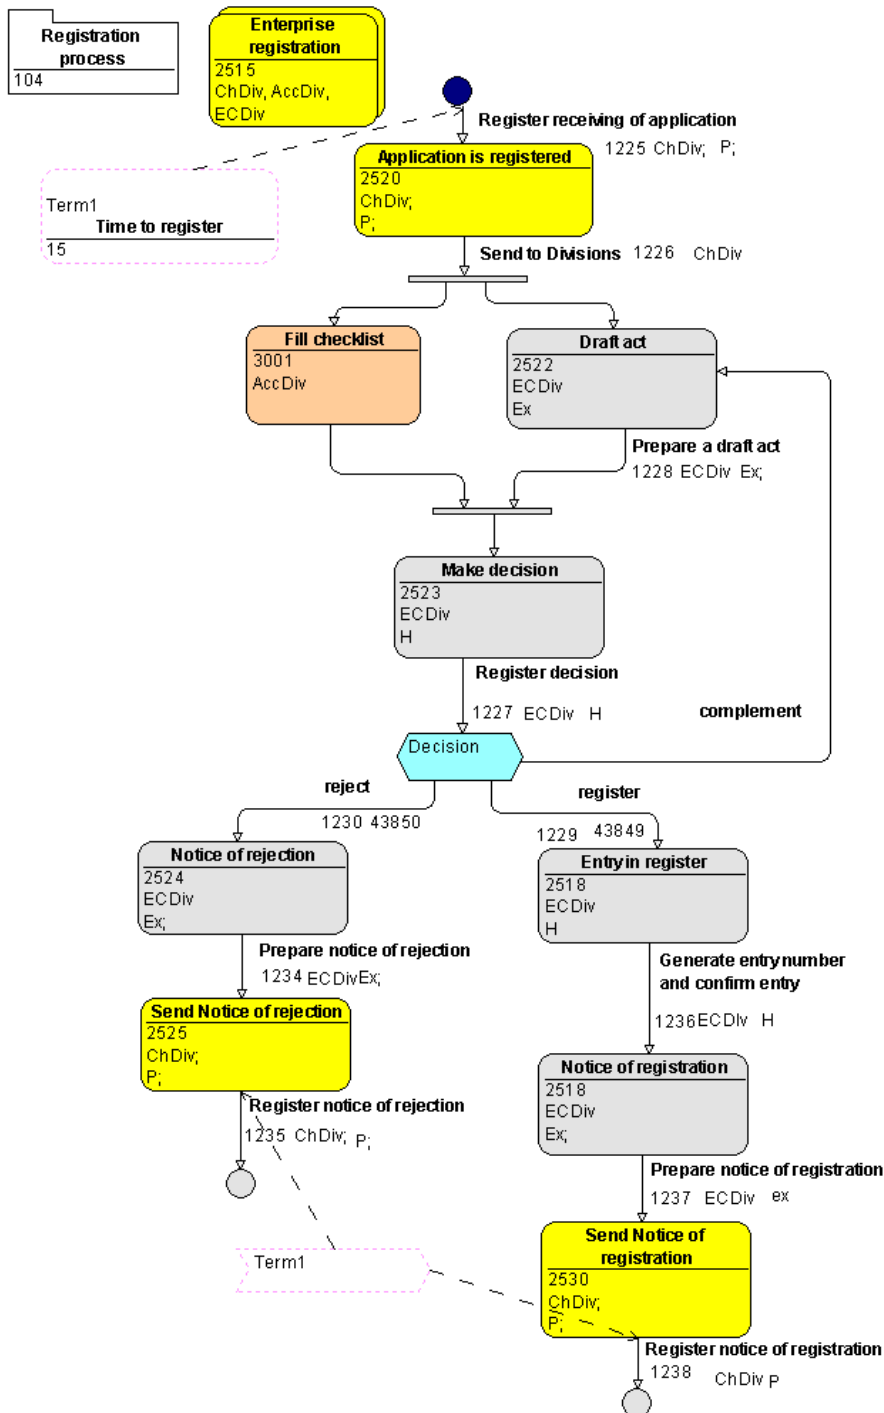 Registration
process
104
Enterprise
registration
2515
ChDiv, AccDiv,
ECDiv
Register receiving of application
1225 ChDiv; P;
Application is registered
2520
ChDiv;
P;
Term1
Time to register
15
Send to Divisions 1226 ChDiv
Fill checklist
3001
AccDiv
Draft act
2522
ECDiv
Ex
Prepare a draft act
1228 ECDiv Ex;
Make decision
2523
ECDiv
H
Register decision
1227 ECDiv H
complement
Decision
reject
1230 43850
register
1229 43849
Notice of rejection
2524
ECDiv
Ex;
Entry in register
2518
ECDiv
H
Prepare notice of rejection
1234 ECDiv Ex;
Generate entry number
and confirm entry
1236 ECDIv H
Send Notice of rejection
2525
ChDiv;
P;
Notice of registration
2518
ECDiv
Ex;
Register notice of rejection
1235 ChDiv; P;
Prepare notice of registration
1237 ECDiv ex
Term1
Send Notice of
registration
2530
ChDiv;
P;
Register notice of registration
1238 ChDiv P